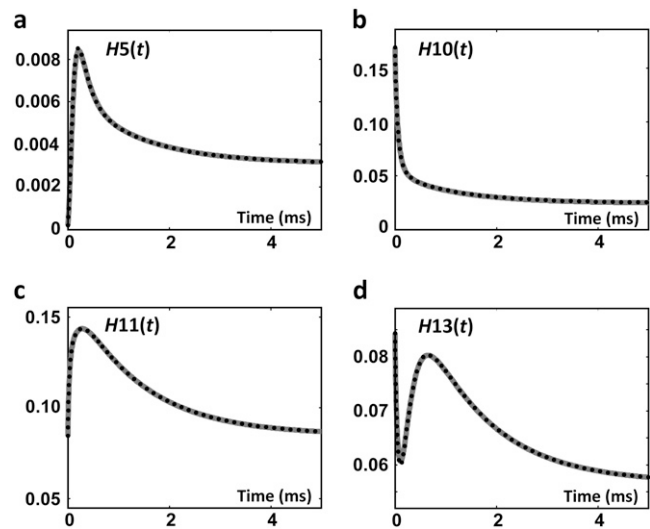 a
H5(t)
0.008
0.006
0.004
0.002
0
Time (ms)
0 2 4
b
H10(t)
0.15
0.10
0.05
0
Time (ms)
0 2 4
c
H11(t)
0.15
0.10
0.05
Time (ms)
0 2 4
d
H13(t)
0.08
0.07
0.06
Time (ms)
0 2 4